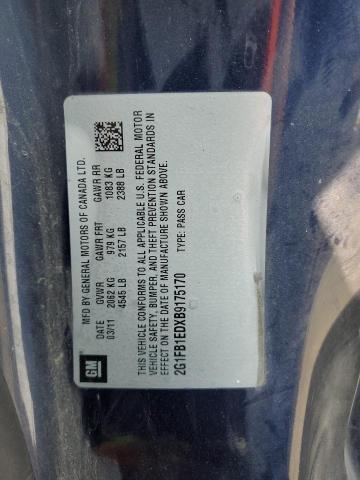 MFD BY GENERAL MOTORS OF CANADA LTD.
DATE GVWR GAWR FRT GAWR RR
03/11 2062 KG 979 KG 1083 KG
4545 LB 2157 LB 2388 LB
THIS VEHICLE CONFORMS TO ALL APPLICABLE U.S. FEDERAL MOTOR
VEHICLE SAFETY, BUMPER, AND THEFT PREVENTION STANDARDS IN
EFFECT ON THE DATE OF MANUFACTURE SHOWN ABOVE.
2G1FB1EDXB9175170 TYPE: PASS CAR
GM